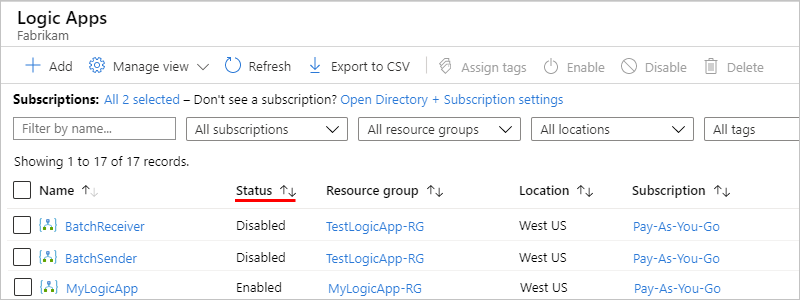 Logic Apps
Fabrikam
Add Manage view Refresh Export to CSV Assign tags Enable Disable Delete
Subscriptions: All 2 selected – Don't see a subscription? Open Directory + Subscription settings
Filter by name... All subscriptions All resource groups All locations All tags
Showing 1 to 17 of 17 records.
Name Status Resource group Location Subscription
BatchReceiver Disabled TestLogicApp-RG West US Pay-As-You-Go
BatchSender Disabled TestLogicApp-RG West US Pay-As-You-Go
MyLogicApp Enabled MyLogicApp-RG West US Pay-As-You-Go